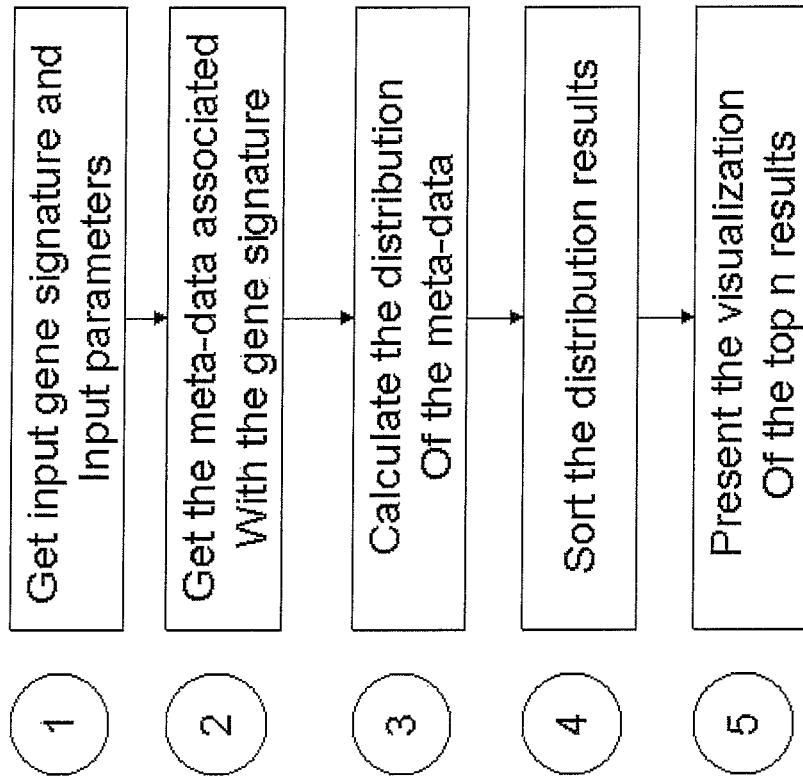 1
Get input gene signature and
Input parameters
2
Get the meta-data associated
With the gene signature
3
Calculate the distribution
Of the meta-data
4
Sort the distribution results
5
Present the visualization
Of the top n results